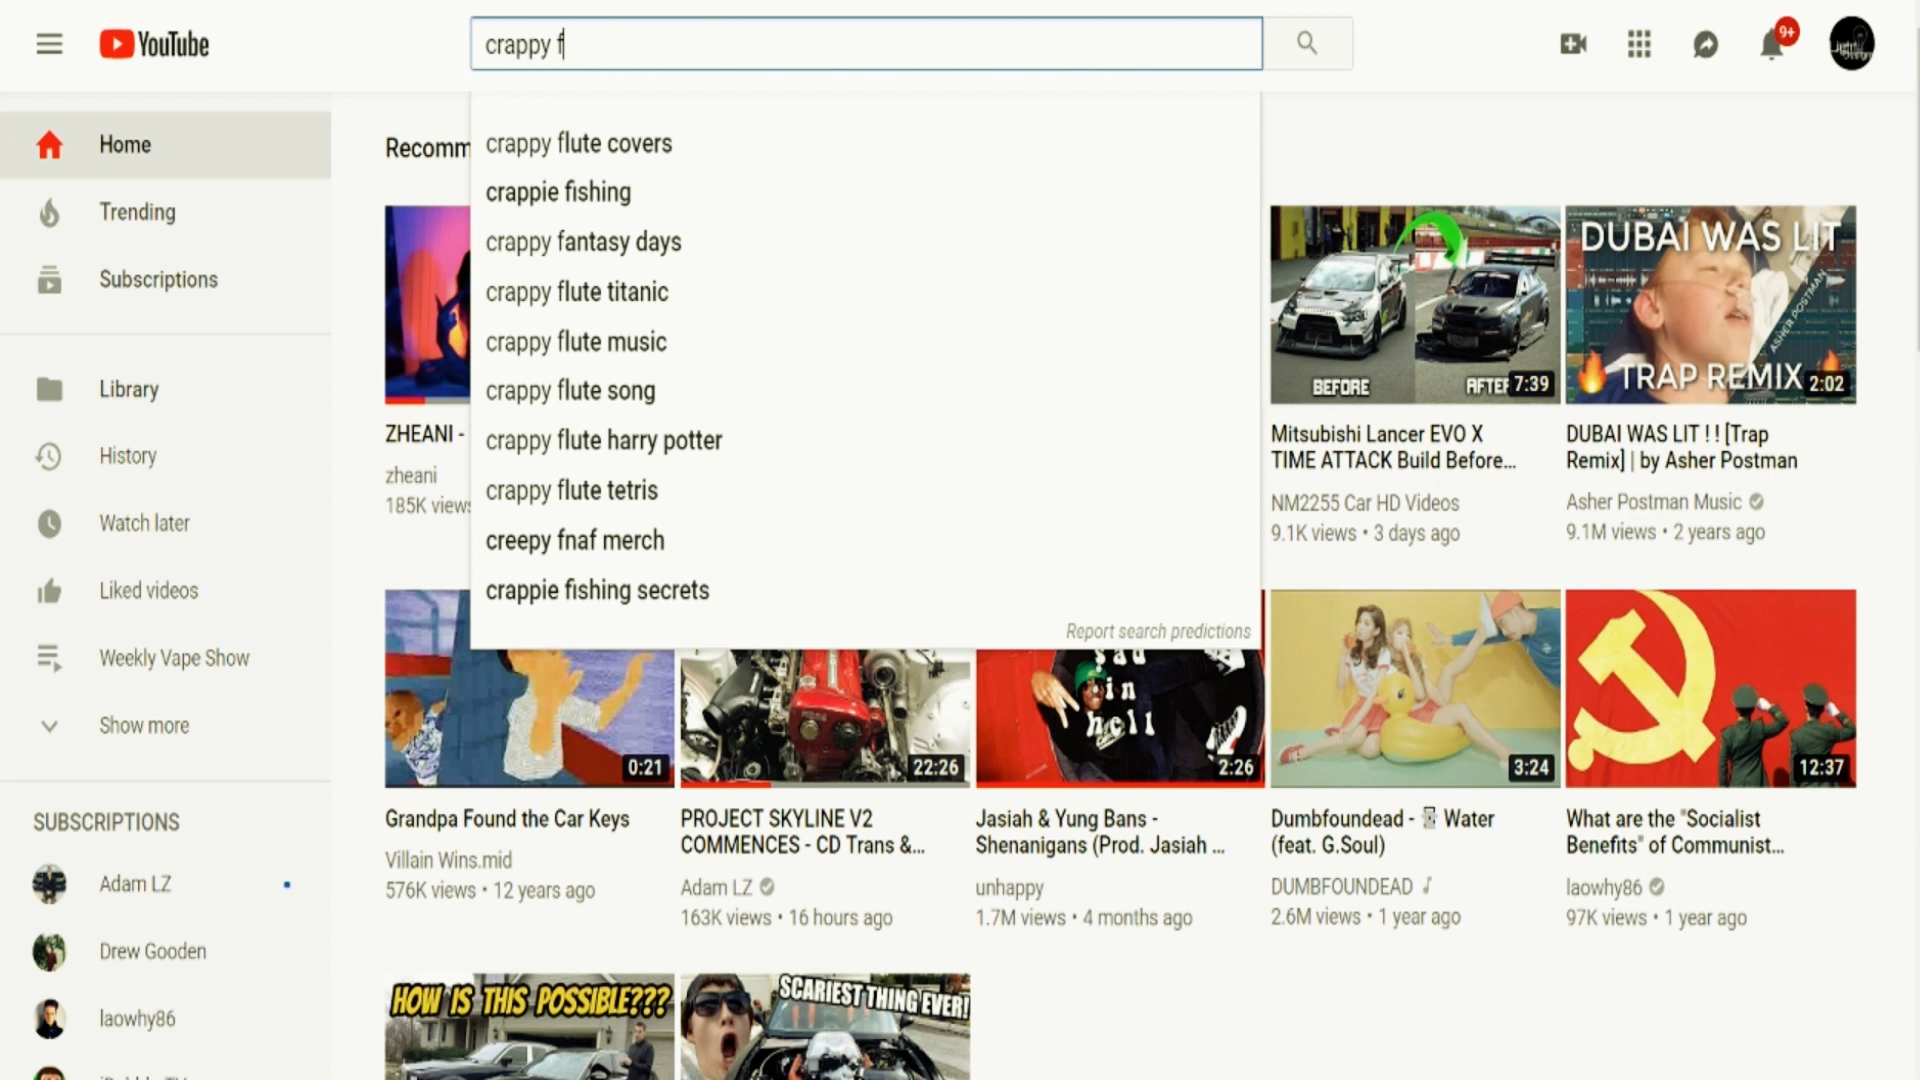 YouTube
crappy f
9+
Home
Trending
Subscriptions
Library
History
Watch later
Liked videos
Weekly Vape Show
Show more
SUBSCRIPTIONS
Adam LZ
Drew Gooden
laowhy86
Recomm
crappy flute covers
crappie fishing
crappy fantasy days
crappy flute titanic
crappy flute music
crappy flute song
crappy flute harry potter
crappy flute tetris
creepy fnaf merch
crappie fishing secrets
Report search predictions
ZHEANI -
zheani
185K views
BEFORE
AFTER
7:39
Mitsubishi Lancer EVO X
TIME ATTACK Build Before...
NM2255 Car HD Videos
9.1K views • 3 days ago
DUBAI WAS LIT
ASHER POSTMAN
TRAP REMIX
2:02
DUBAI WAS LIT ! ! [Trap
Remix] | by Asher Postman
Asher Postman Music
9.1M views • 2 years ago
0:21
Grandpa Found the Car Keys
Villain Wins.mid
576K views • 12 years ago
22:26
PROJECT SKYLINE V2
COMMENCES - CD Trans &...
Adam LZ
163K views • 16 hours ago
sad
in
hell
2:26
Jasiah & Yung Bans -
Shenanigans (Prod. Jasiah ...
unhappy
1.7M views • 4 months ago
3:24
Dumbfoundead - Water
(feat. G.Soul)
DUMBFOUNDEAD
2.6M views • 1 year ago
12:37
What are the "Socialist
Benefits" of Communist...
laowhy86
97K views • 1 year ago
HOW IS THIS POSSIBLE???
SCARIEST THING EVER!